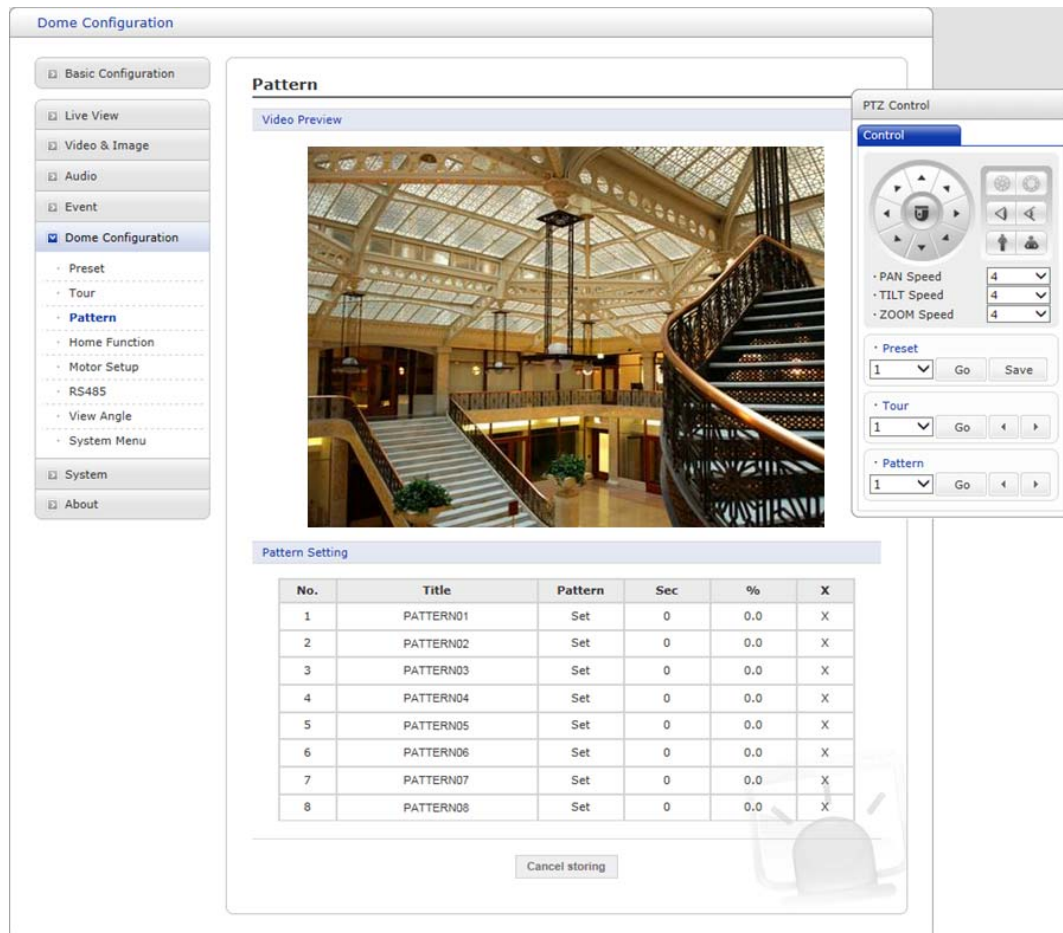 Dome Configuration
Basic Configuration
Live View
Video & Image
Audio
Event
Dome Configuration
· Preset
· Tour
· Pattern
· Home Function
· Motor Setup
· RS485
· View Angle
· System Menu
System
About
Pattern
Video Preview
Pattern Setting
No. Title Pattern Sec % X
1 PATTERN01 Set 0 0.0 X
2 PATTERN02 Set 0 0.0 X
3 PATTERN03 Set 0 0.0 X
4 PATTERN04 Set 0 0.0 X
5 PATTERN05 Set 0 0.0 X
6 PATTERN06 Set 0 0.0 X
7 PATTERN07 Set 0 0.0 X
8 PATTERN08 Set 0 0.0 X
Cancel storing
PTZ Control
Control
· PAN Speed 4
· TILT Speed 4
· ZOOM Speed 4
· Preset
1 Go Save
· Tour
1 Go
· Pattern
1 Go